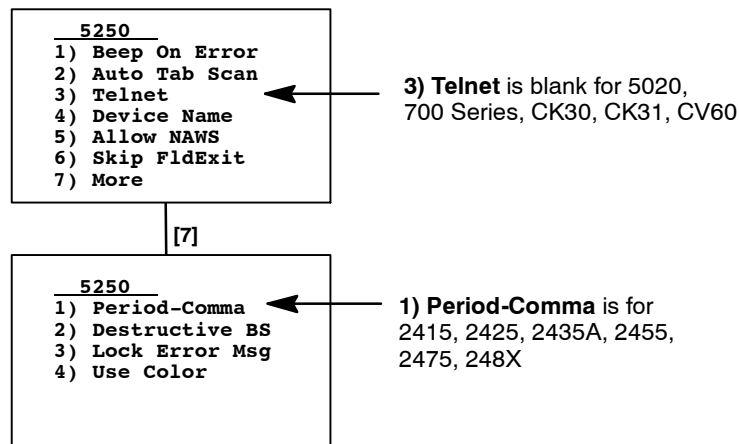 5250
1) Beep On Error
2) Auto Tab Scan
3) Telnet
4) Device Name
5) Allow NAWS
6) Skip FldExit
7) More
3) Telnet is blank for 5020,
700 Series, CK30, CK31, CV60
[7]
5250
1) Period-Comma
2) Destructive BS
3) Lock Error Msg
4) Use Color
1) Period-Comma is for
2415, 2425, 2435A, 2455,
2475, 248X